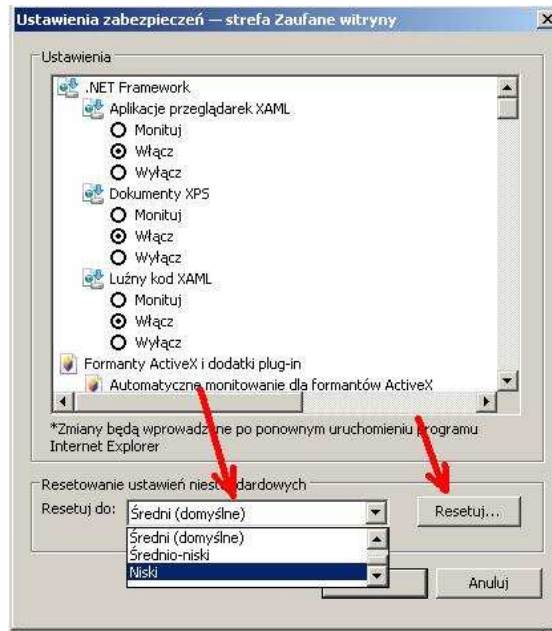 Ustawienia zabezpieczeń — strefa Zaufane witryny
Ustawienia
.NET Framework
Aplikacje przeglądarek XAML
Monituj
Włącz
Wyłącz
Dokumenty XPS
Monituj
Włącz
Wyłącz
Luźny kod XAML
Monituj
Włącz
Wyłącz
Formanty ActiveX i dodatki plug-in
Automatyczne monitowanie dla formantów ActiveX
*Zmiany będą wprowadzone po ponownym uruchomieniu programu
Internet Explorer
Resetowanie ustawień niestandardowych
Resetuj do: Średni (domyślne) Resetuj...
Średni (domyślne)
Średnio-niski
Niski
Anuluj